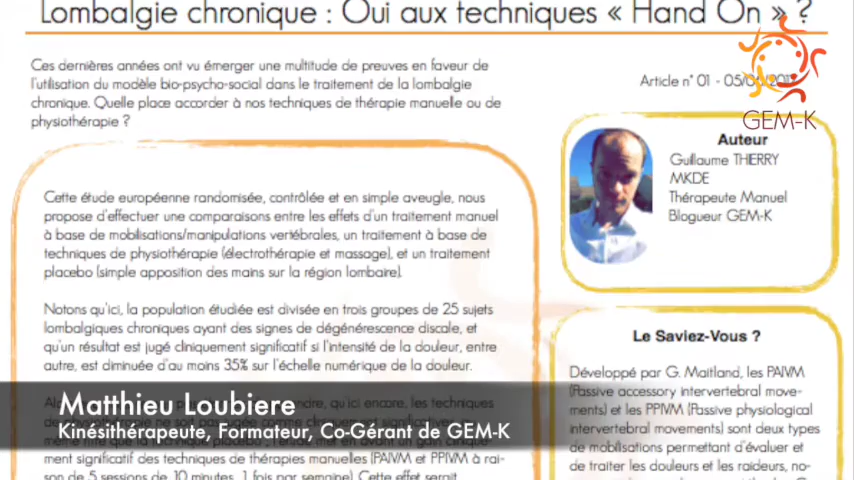 Lombalgie chronique : Oui aux techniques « Hand On » ?
Ces dernières années ont vu émerger une multitude de preuves en faveur de
l'utilisation du modèle bio-psycho-social dans le traitement de la lombalgie
chronique. Quelle place accorder à nos techniques de thérapie manuelle ou de
physiothérapie ?
Article n° 01 - 05/
GEM-K
Cette étude européenne randomisée, contrôlée et en simple aveugle, nous
propose d'effectuer une comparaisons entre les effets d'un traitement manuel
à base de mobilisations/manipulations vertébrales, un traitement à base de
techniques de physiothérapie (électrothérapie et massage), et un traitement
placebo (simple apposition des mains sur la région lombaire).
Notons qu'ici, la population étudiée est divisée en trois groupes de 25 sujets
lombalgiques chroniques ayant des signes de dégénérescence discale, et
qu'un résultat est jugé cliniquement significatif si l'intensité de la douleur, entre
autre, est diminuée d'au moins 35% sur l'échelle numérique de la douleur.
ment significatif des techniques de thérapies manuelles (PAIVM et PPIVM à rai-
son de 5 sessions de 10 minutes, 1 fois par semaine). Cette effet serait
Auteur
Guillaume THIERRY
MKDE
Thérapeute Manuel
Blogueur GEM-K
Le Saviez-Vous ?
Développé par G. Maitland, les PAIVM
(Passive accessory intervertebral move-
ments) et les PPIVM (Passive physiological
intervertebral movements) sont deux types
de mobilisations permettant d'évaluer et
de traiter les douleurs et les raideurs, no-
Matthieu Loubiere
Kinésithérapeute, Formateur, Co-Gérant de GEM-K